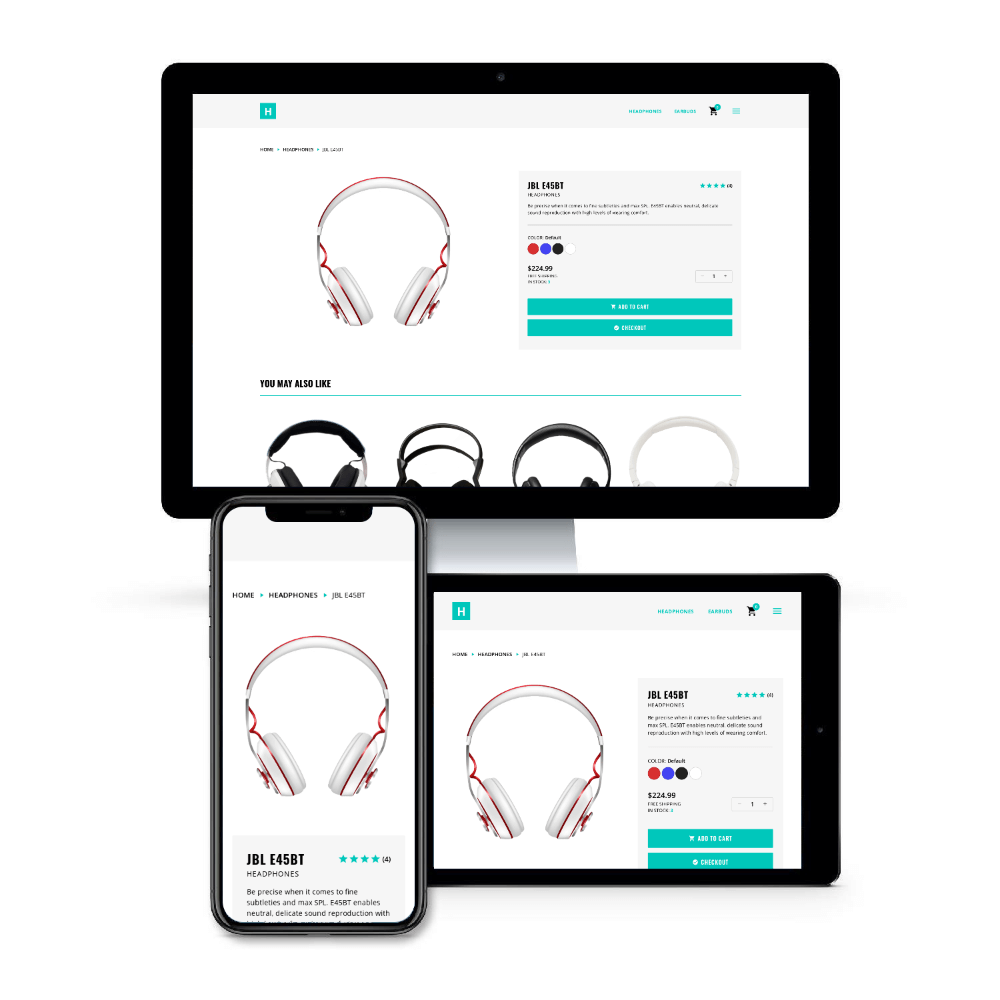 H
HEADPHONES EARBUDS
HOME HEADPHONES JBL E45BT
JBL E45BT (4)
HEADPHONES
Be precise when it comes to fine subtleties and max SPL. E45BT enables neutral, delicate
sound reproduction with high levels of wearing comfort.
COLOR: Default
$224.99
FREE SHIPPING
IN STOCK:
- 1 +
ADD TO CART
CHECKOUT
YOU MAY ALSO LIKE
HOME HEADPHONES JBL E45BT
JBL E45BT (4)
HEADPHONES
Be precise when it comes to fine
subtleties and max SPL. E45BT enables
neutral, delicate sound reproduction with
H
HEADPHONES EARBUDS
HOME HEADPHONES JBL E45BT
JBL E45BT (4)
HEADPHONES
Be precise when it comes to fine subtleties and
max SPL. E45BT enables neutral, delicate sound
reproduction with high levels of wearing comfort.
COLOR: Default
$224.99
FREE SHIPPING
IN STOCK:
- 1 +
ADD TO CART
CHECKOUT